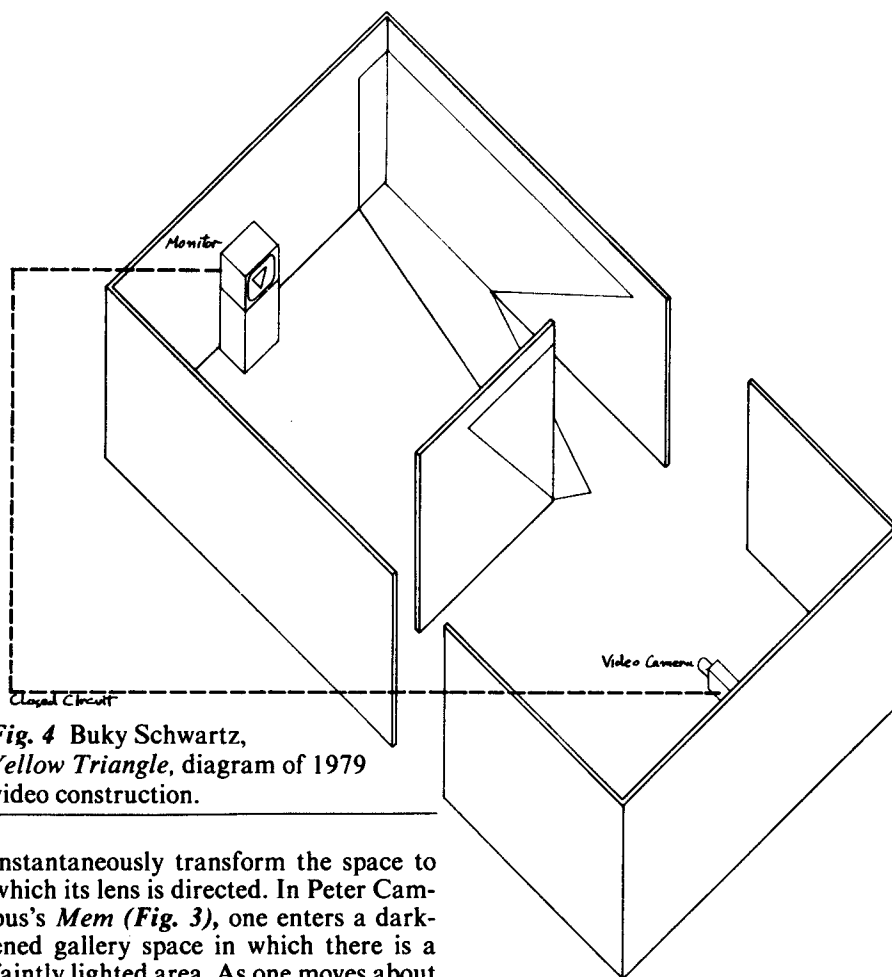 Monitor
Video Camera
Closed Circuit
Fig. 4 Buky Schwartz,
Yellow Triangle, diagram of 1979
video construction.
nstantaneously transform the space to
which its lens is directed. In Peter Cam-
pus's Mem (Fig. 3), one enters a dark-
ened gallery space in which there is a
faintly lighted area. As one moves about